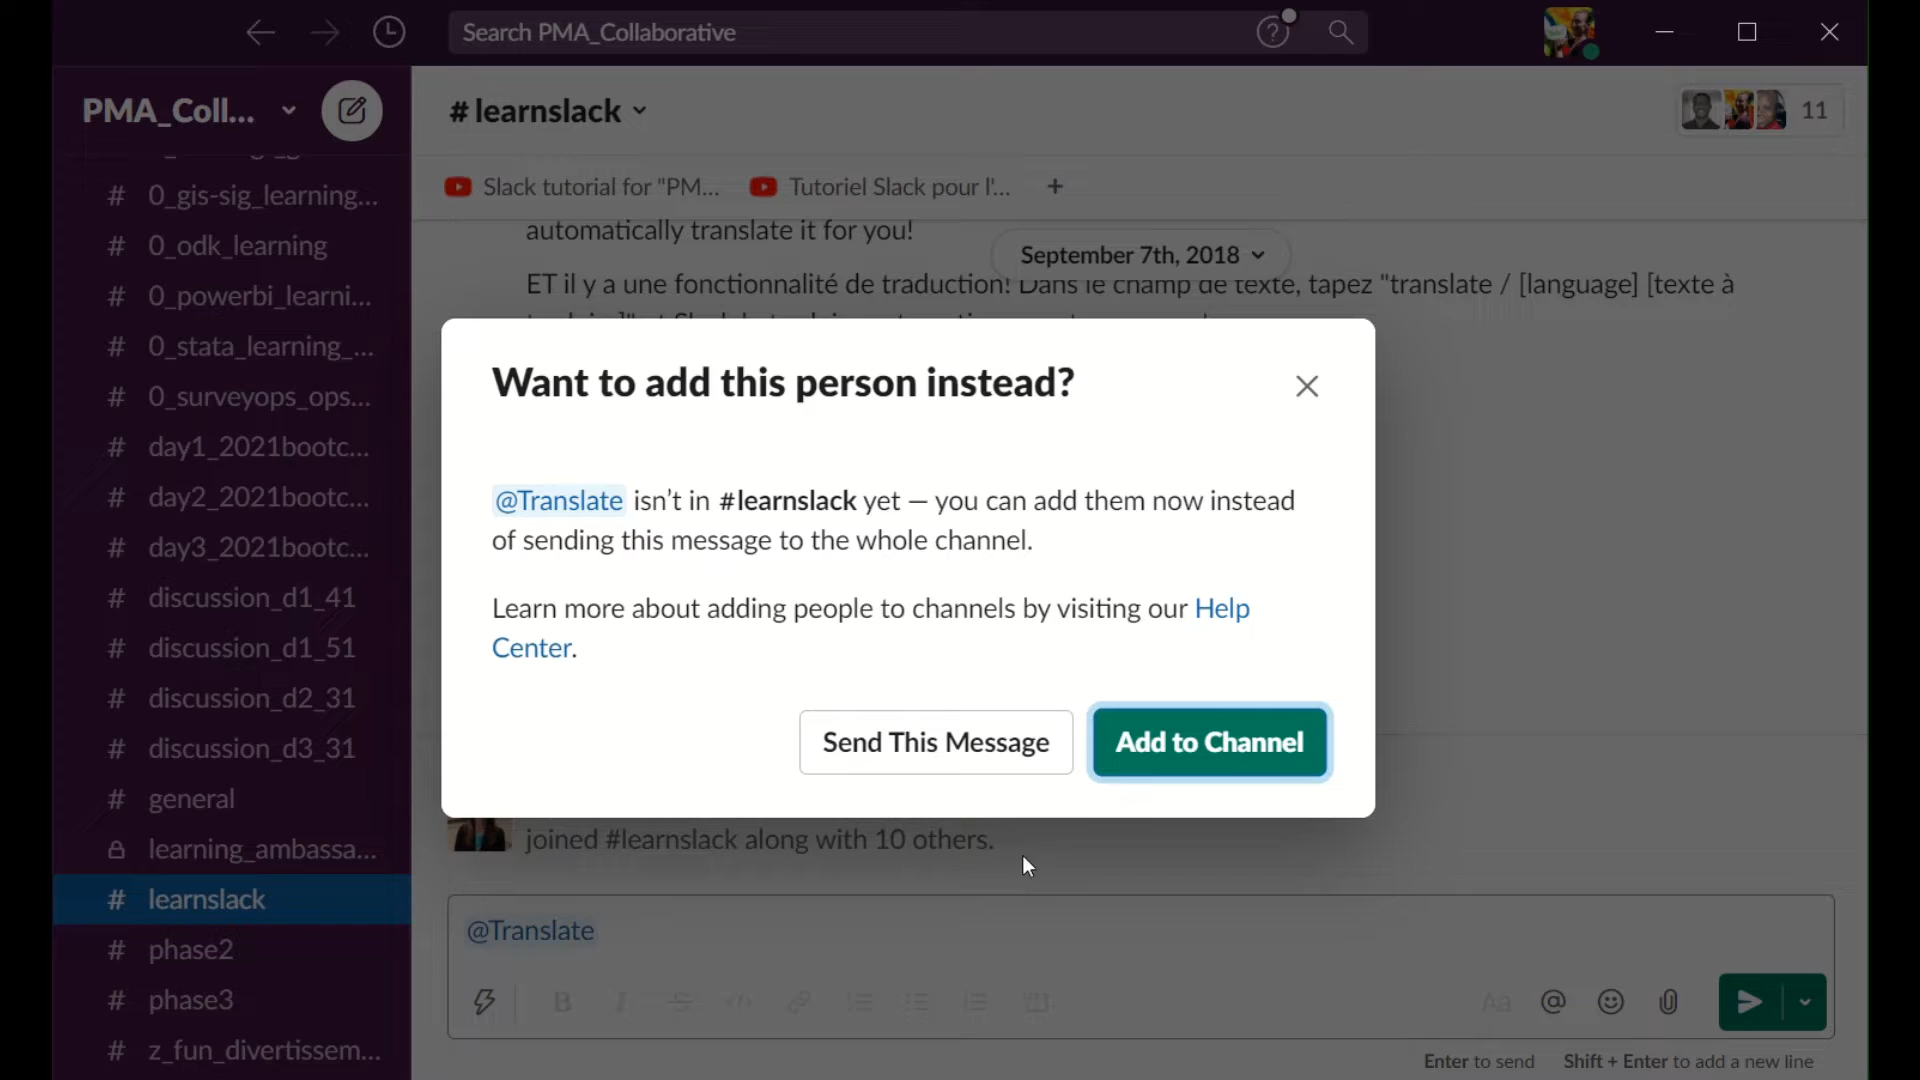 Search PMA_Collaborative
PMA_Coll...
# 0_gis-sig_learning...
# 0_odk_learning
# 0_powerbi_learni...
# 0_stata_learning_...
# 0_surveyops_ops...
# day1_2021bootc...
# day2_2021bootc...
# day3_2021bootc...
# discussion_d1_41
# discussion_d1_51
# discussion_d2_31
# discussion_d3_31
# general
learning_ambassa...
# learnslack
# phase2
# phase3
# z_fun_divertissem...
# learnslack
11
Slack tutorial for "PM... Tutoriel Slack pour l'... +
automatically translate it for you!
September 7th, 2018
ET il y a une fonctionnalité de traduction! Dans le champ de texte, tapez "translate / [language] [texte à
Want to add this person instead?
@Translate isn’t in #learnslack yet — you can add them now instead
of sending this message to the whole channel.
Learn more about adding people to channels by visiting our Help
Center.
Send This Message Add to Channel
joined #learnslack along with 10 others.
@Translate
B I S </> Aa @
Enter to send Shift + Enter to add a new line